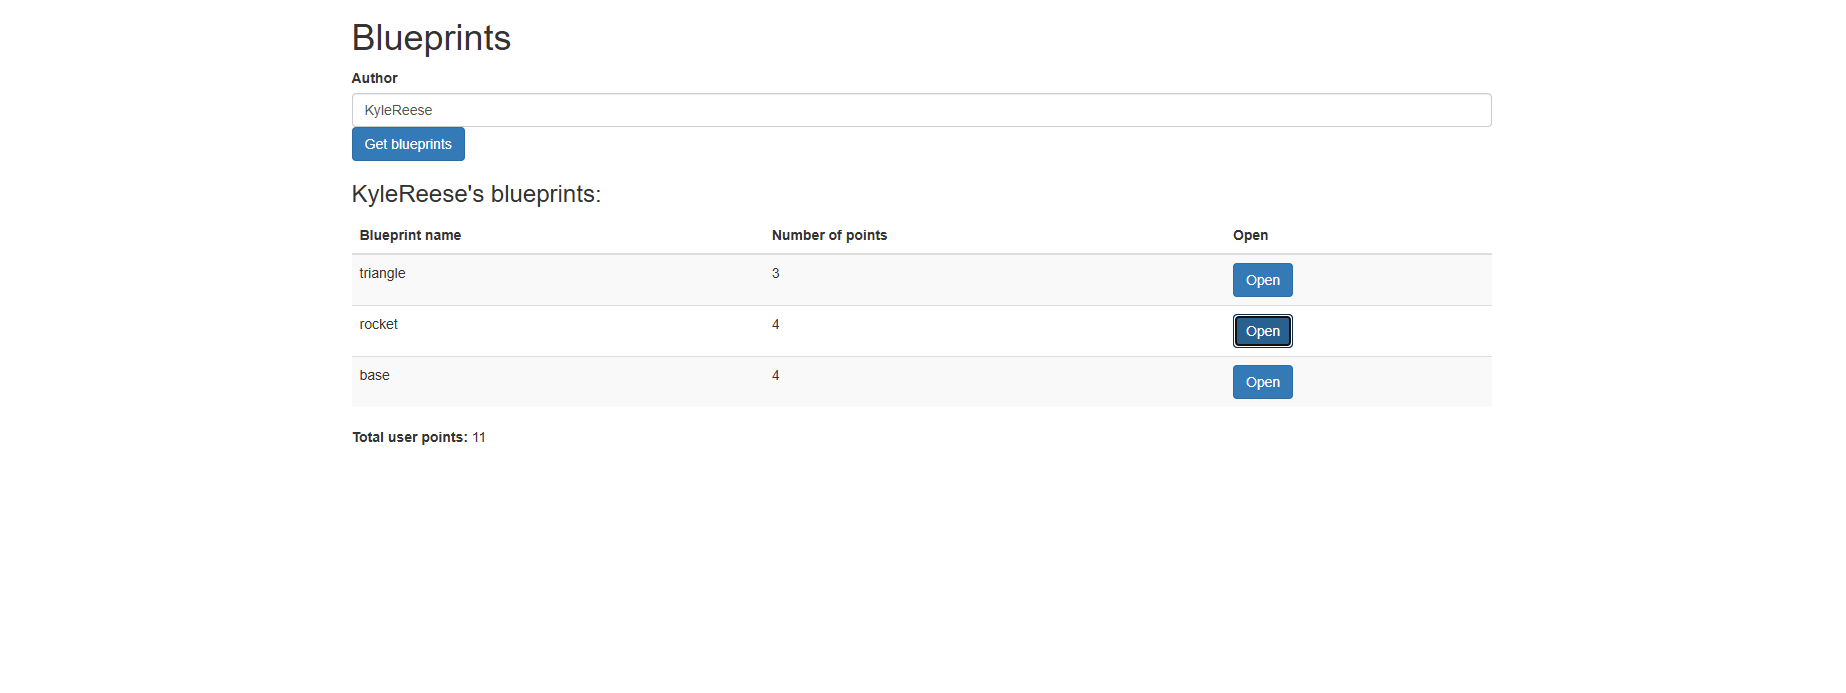 Blueprints
Author
KyleReese
Get blueprints
KyleReese's blueprints:
Blueprint name Number of points Open
triangle 3 Open
rocket 4 Open
base 4 Open
Total user points: 11